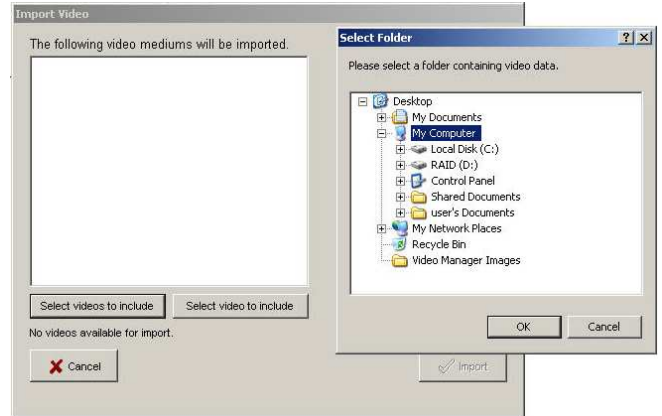 Import Video
The following video mediums will be imported.
Select videos to include
Select video to include
No videos available for import.
Cancel
Import
Select Folder
Please select a folder containing video data.
Desktop
My Documents
My Computer
Local Disk (C:)
RAID (D:)
Control Panel
Shared Documents
user's Documents
My Network Places
Recycle Bin
Video Manager Images
OK
Cancel